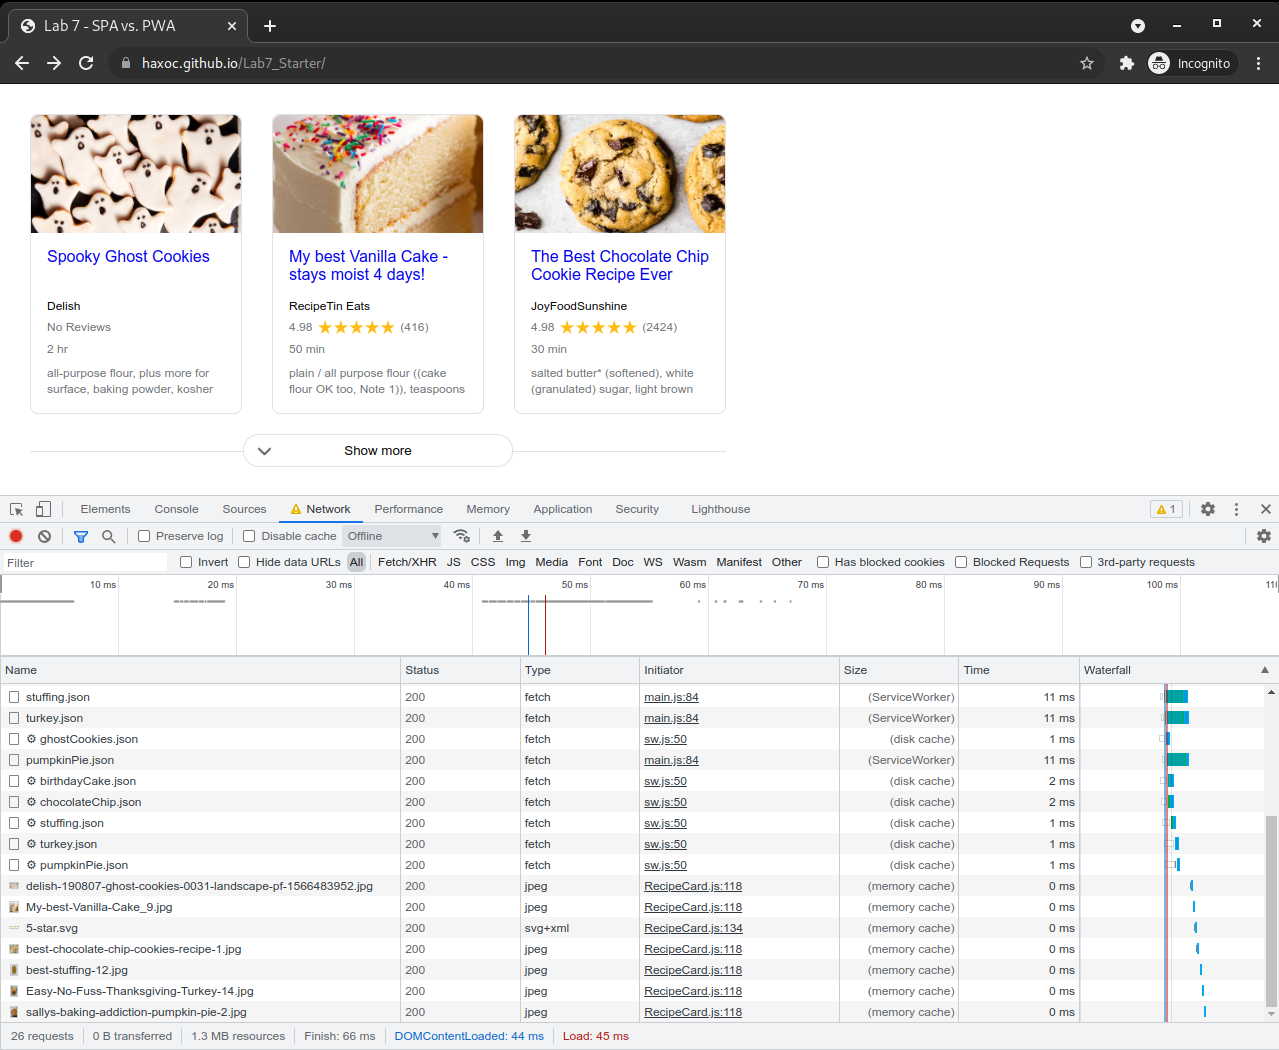 Lab 7 - SPA vs. PWA
haxoc.github.io/Lab7_Starter/
Incognito
Spooky Ghost Cookies
Delish
No Reviews
2 hr
all-purpose flour, plus more for
surface, baking powder, kosher
My best Vanilla Cake -
stays moist 4 days!
RecipeTin Eats
4.98 (416)
50 min
plain / all purpose flour ((cake
flour OK too, Note 1)), teaspoons
The Best Chocolate Chip
Cookie Recipe Ever
JoyFoodSunshine
4.98 (2424)
30 min
salted butter* (softened), white
(granulated) sugar, light brown
Show more
Elements Console Sources Network Performance Memory Application Security Lighthouse 1
Preserve log Disable cache Offline
Filter Invert Hide data URLs All Fetch/XHR JS CSS Img Media Font Doc WS Wasm Manifest Other Has blocked cookies Blocked Requests 3rd-party requests
10 ms 20 ms 30 ms 40 ms 50 ms 60 ms 70 ms 80 ms 90 ms 100 ms
Name Status Type Initiator Size Time Waterfall
stuffing.json 200 fetch main.js:84 (ServiceWorker) 11 ms
turkey.json 200 fetch main.js:84 (ServiceWorker) 11 ms
ghostCookies.json 200 fetch sw.js:50 (disk cache) 1 ms
pumpkinPie.json 200 fetch main.js:84 (ServiceWorker) 11 ms
birthdayCake.json 200 fetch sw.js:50 (disk cache) 2 ms
chocolateChip.json 200 fetch sw.js:50 (disk cache) 2 ms
stuffing.json 200 fetch sw.js:50 (disk cache) 1 ms
turkey.json 200 fetch sw.js:50 (disk cache) 1 ms
pumpkinPie.json 200 fetch sw.js:50 (disk cache) 1 ms
delish-190807-ghost-cookies-0031-landscape-pf-1566483952.jpg 200 jpeg RecipeCard.js:118 (memory cache) 0 ms
My-best-Vanilla-Cake_9.jpg 200 jpeg RecipeCard.js:118 (memory cache) 0 ms
5-star.svg 200 svg+xml RecipeCard.js:134 (memory cache) 0 ms
best-chocolate-chip-cookies-recipe-1.jpg 200 jpeg RecipeCard.js:118 (memory cache) 0 ms
best-stuffing-12.jpg 200 jpeg RecipeCard.js:118 (memory cache) 0 ms
Easy-No-Fuss-Thanksgiving-Turkey-14.jpg 200 jpeg RecipeCard.js:118 (memory cache) 0 ms
sallys-baking-addiction-pumpkin-pie-2.jpg 200 jpeg RecipeCard.js:118 (memory cache) 0 ms
26 requests 0 B transferred 1.3 MB resources Finish: 66 ms DOMContentLoaded: 44 ms Load: 45 ms